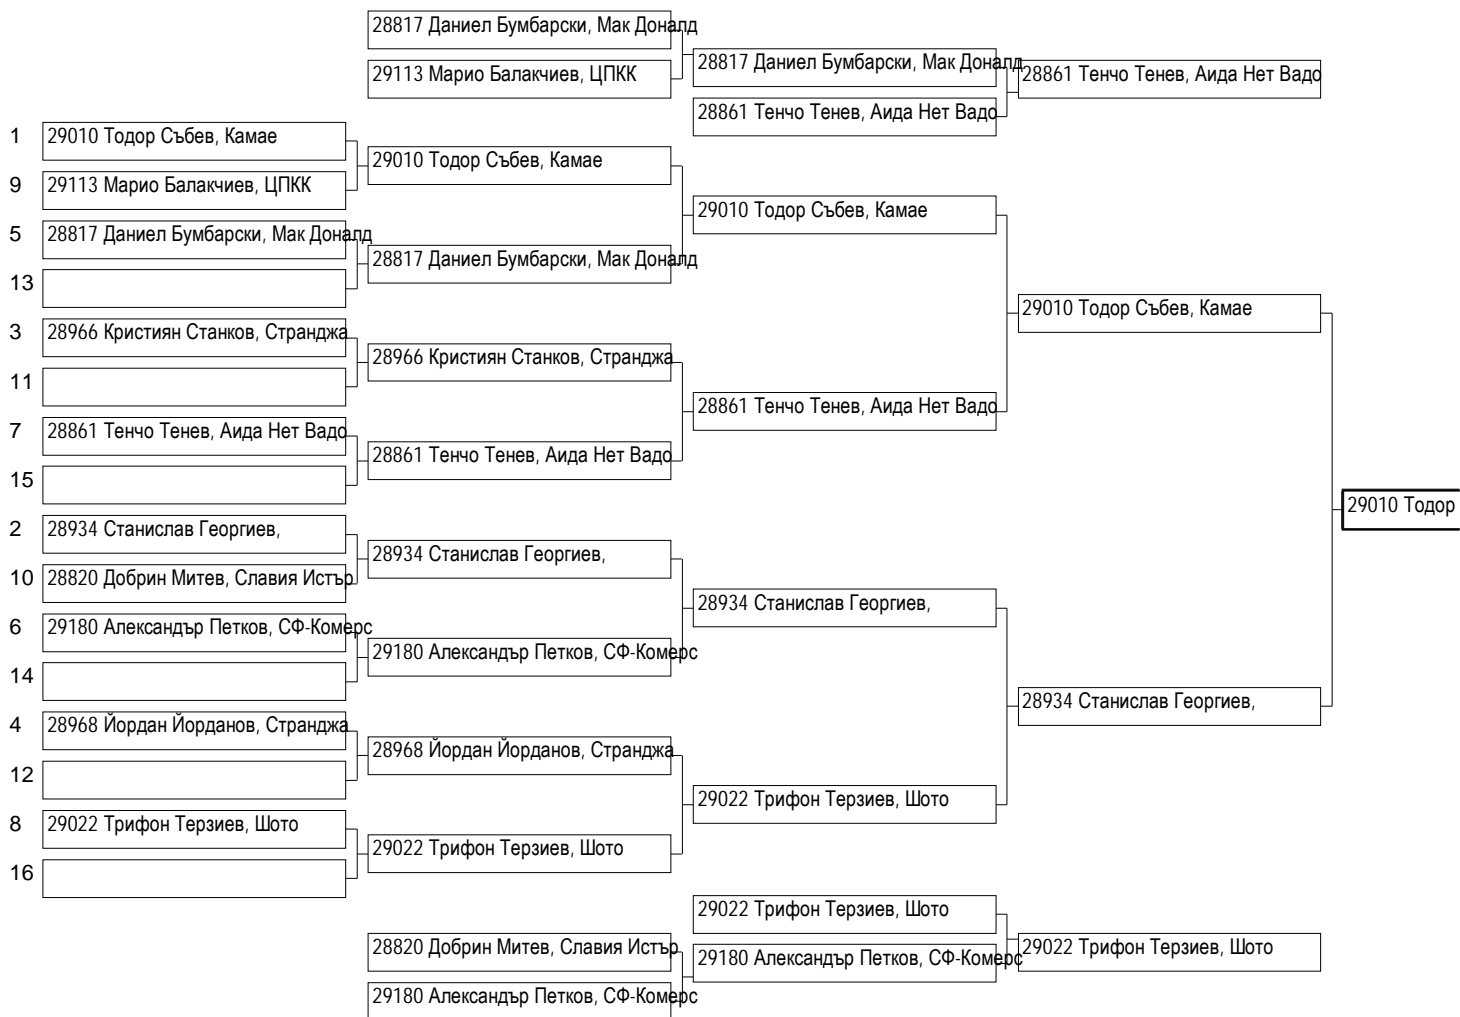 28817 Даниел Бумбарски, Мак Доналд
29113 Марио Балакчиев, ЦПКК
28817 Даниел Бумбарски, Мак Доналд
28861 Тенчо Тенев, Аида Нет Вадо
28861 Тенчо Тенев, Аида Нет Вадо
1 29010 Тодор Събев, Камае
9 29113 Марио Балакчиев, ЦПКК
5 28817 Даниел Бумбарски, Мак Доналд
13
3 28966 Кристиян Станков, Странджа
11
7 28861 Тенчо Тенев, Аида Нет Вадо
15
2 28934 Станислав Георгиев,
10 28820 Добрин Митев, Славия Истър
6 29180 Александър Петков, СФ-Комерс
14
4 28968 Йордан Йорданов, Странджа
12
8 29022 Трифон Терзиев, Шото
16
29010 Тодор Събев, Камае
28817 Даниел Бумбарски, Мак Доналд
28966 Кристиян Станков, Странджа
28861 Тенчо Тенев, Аида Нет Вадо
28934 Станислав Георгиев,
29180 Александър Петков, СФ-Комерс
28968 Йордан Йорданов, Странджа
29022 Трифон Терзиев, Шото
29010 Тодор Събев, Камае
28861 Тенчо Тенев, Аида Нет Вадо
28934 Станислав Георгиев,
29022 Трифон Терзиев, Шото
29010 Тодор Събев, Камае
28934 Станислав Георгиев,
29010 Тодор
28820 Добрин Митев, Славия Истър
29180 Александър Петков, СФ-Комерс
29022 Трифон Терзиев, Шото
29180 Александър Петков, СФ-Комерс
29022 Трифон Терзиев, Шото